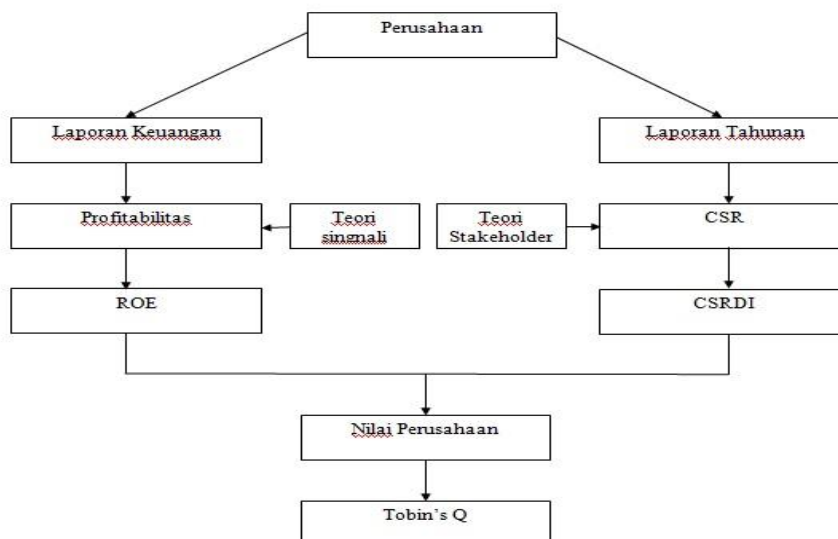 Perusahaan
Laporan Keuangan
Laporan Tahunan
Profitabilitas
Teori
singnali
Teori
Stakeholder
CSR
ROE
CSRDI
Nilai Perusahaan
Tobin's Q